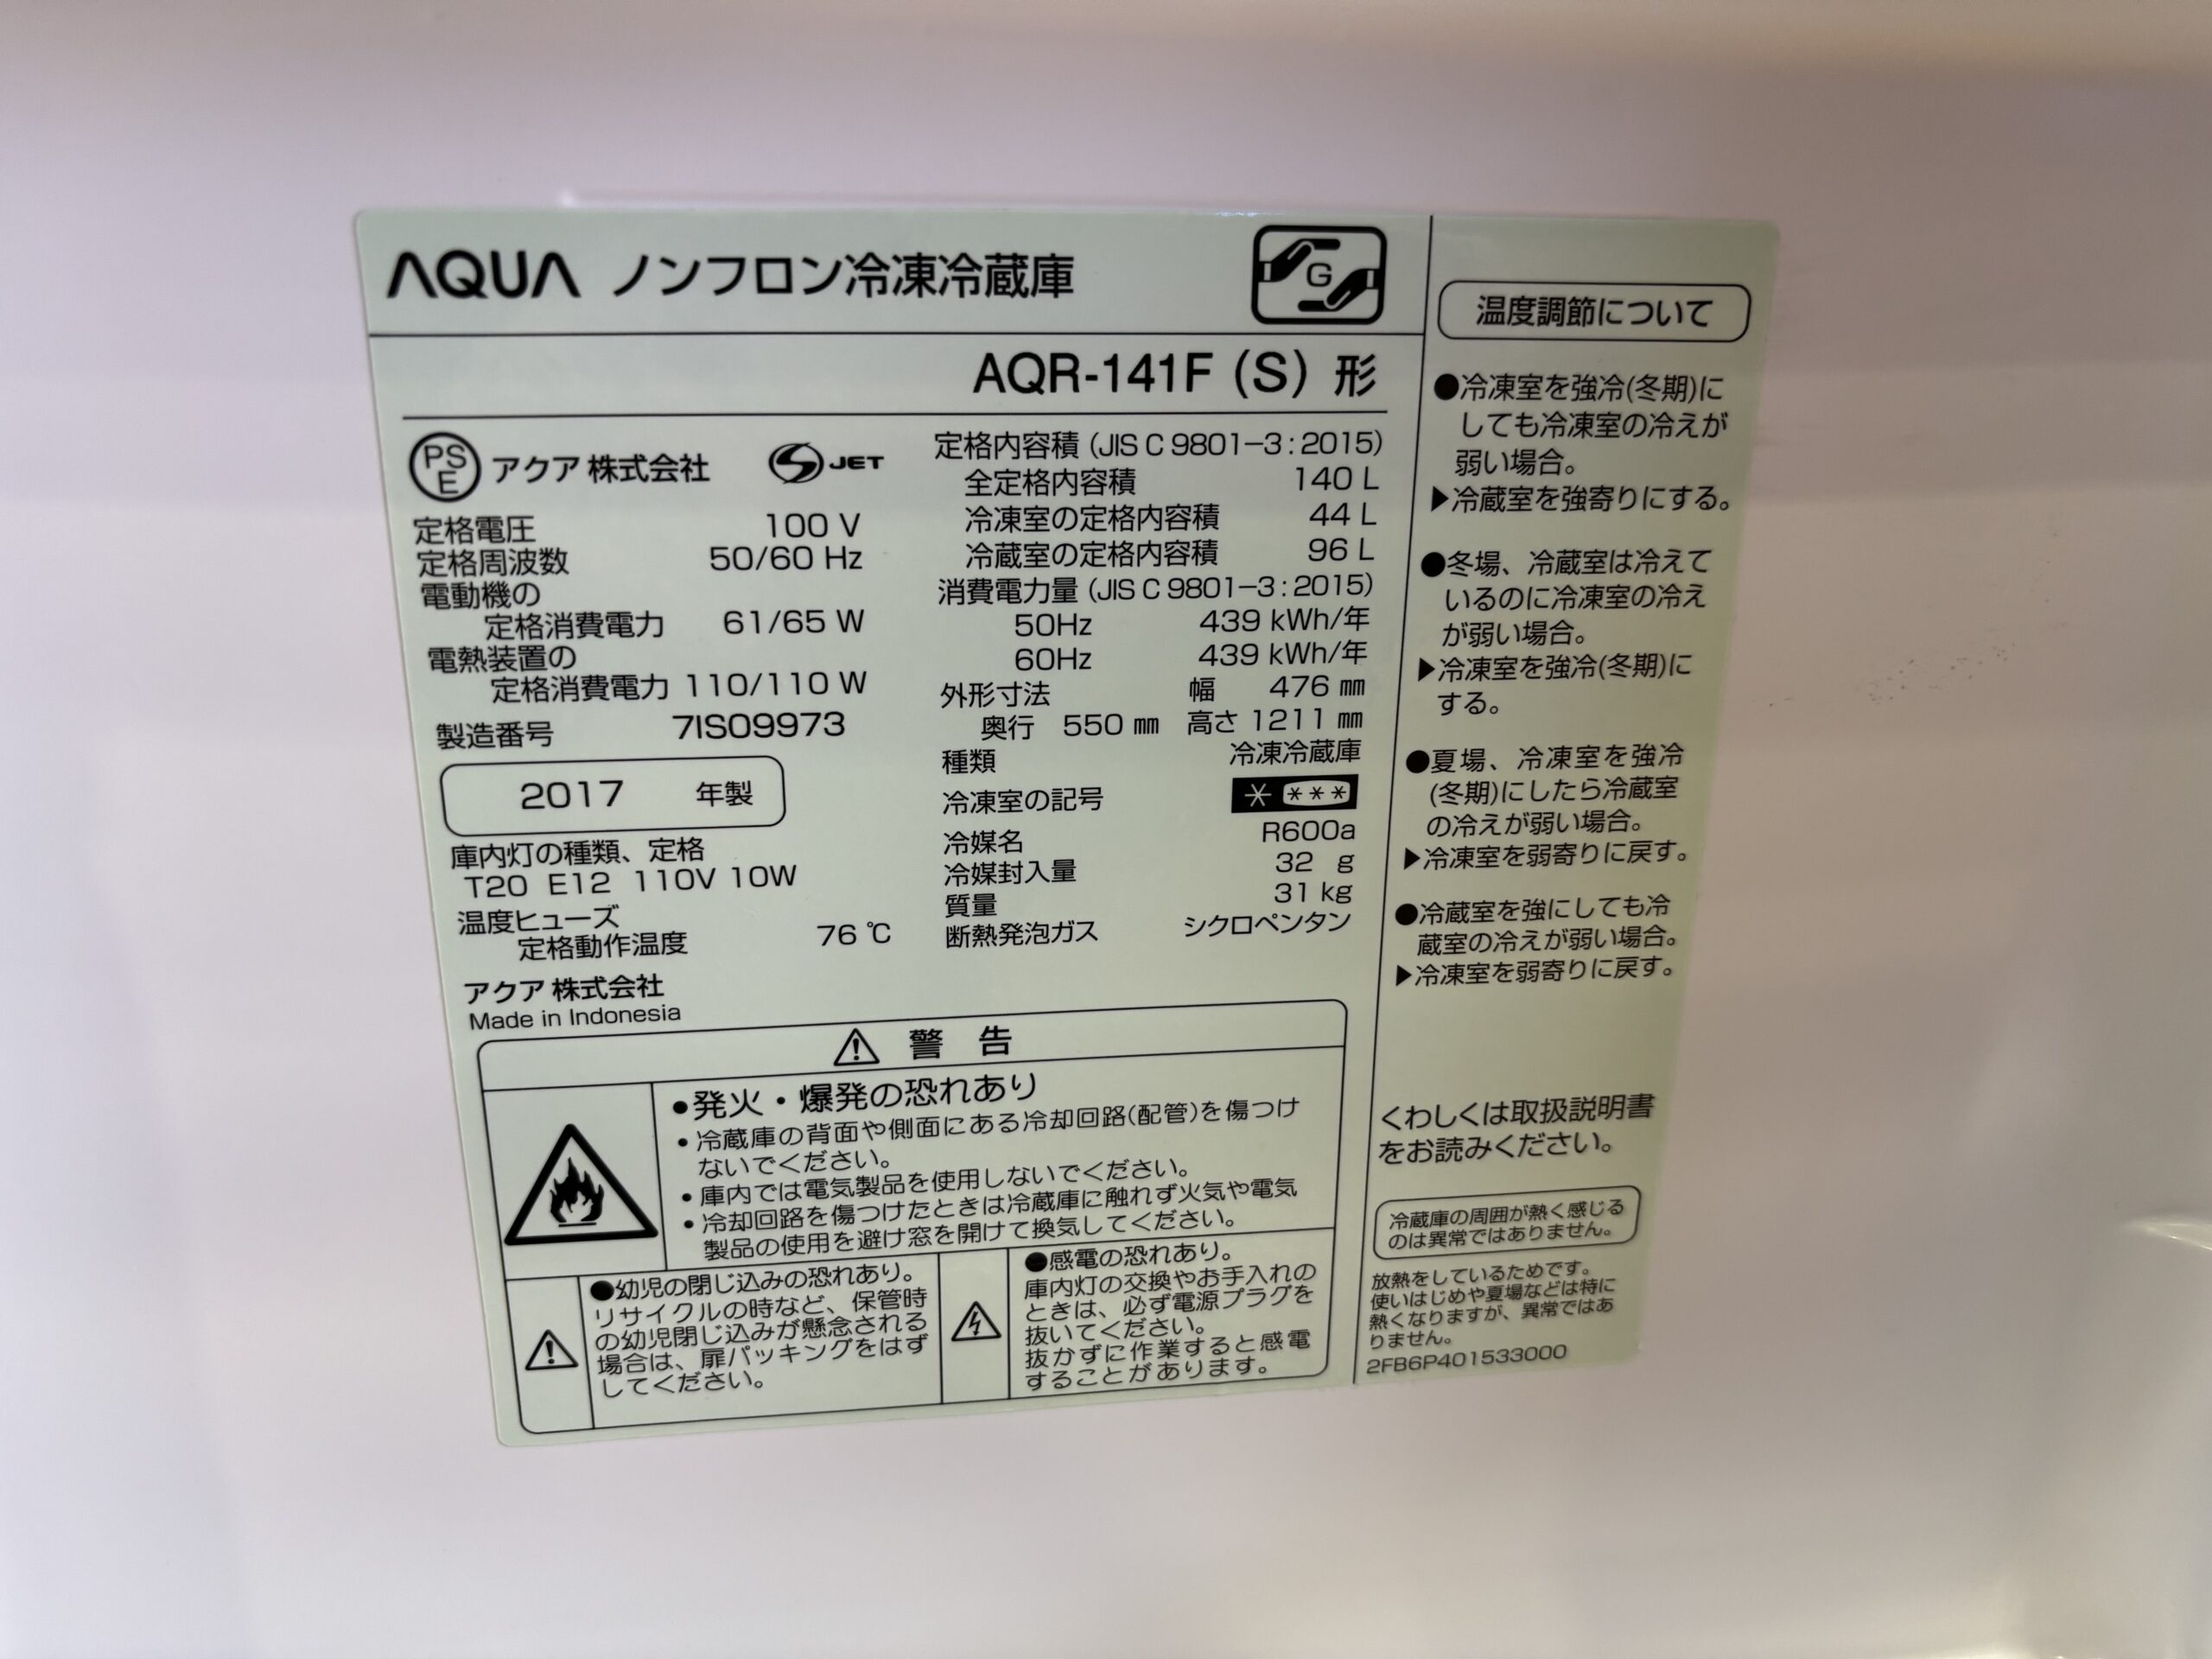 AQUA ノンフロン冷凍冷蔵庫
G
AQR-141F (S) 形
PS
E
アクア 株式会社
S JET
定格電圧 100 V
定格周波数 50/60 Hz
電動機の
定格消費電力 61/65 W
電熱装置の
定格消費電力 110/110 W
製造番号 7IS09973
2017 年製
庫内灯の種類、定格
T20 E12 110V 10W
温度ヒューズ
定格動作温度 76 ℃
アクア 株式会社
Made in Indonesia
定格内容積 (JIS C 9801-3:2015)
全定格内容積 140 L
冷凍室の定格内容積 44 L
冷蔵室の定格内容積 96 L
消費電力量 (JIS C 9801-3:2015)
50Hz 439 kWh/年
60Hz 439 kWh/年
外形寸法 幅 476 ㎜
奥行 550 ㎜ 高さ 1211 ㎜
種類 冷凍冷蔵庫
冷凍室の記号 * ***
冷媒名 R600a
冷媒封入量 32 g
質量 31 kg
断熱発泡ガス シクロペンタン
⚠ 警 告
●発火・爆発の恐れあり
• 冷蔵庫の背面や側面にある冷却回路(配管)を傷つけ
ないでください。
• 庫内では電気製品を使用しないでください。
• 冷却回路を傷つけたときは冷蔵庫に触れず火気や電気
製品の使用を避け窓を開けて換気してください。
●幼児の閉じ込みの恐れあり。
リサイクルの時など、保管時
の幼児閉じ込みが懸念される
場合は、扉パッキングをはず
してください。
●感電の恐れあり。
庫内灯の交換やお手入れの
ときは、必ず電源プラグを
抜いてください。
抜かずに作業すると感電
することがあります。
温度調節について
●冷凍室を強冷(冬期)に
しても冷凍室の冷えが
弱い場合。
▶冷蔵室を強寄りにする。
●冬場、冷蔵室は冷えて
いるのに冷凍室の冷え
が弱い場合。
▶冷凍室を強冷(冬期)に
する。
●夏場、冷凍室を強冷
(冬期)にしたら冷蔵室
の冷えが弱い場合。
▶冷凍室を弱寄りに戻す。
●冷蔵室を強にしても冷
蔵室の冷えが弱い場合。
▶冷凍室を弱寄りに戻す。
くわしくは取扱説明書
をお読みください。
冷蔵庫の周囲が熱く感じる
のは異常ではありません。
放熱をしているためです。
使いはじめや夏場などは特に
熱くなりますが、異常ではあ
りません。
2FB6P401533000